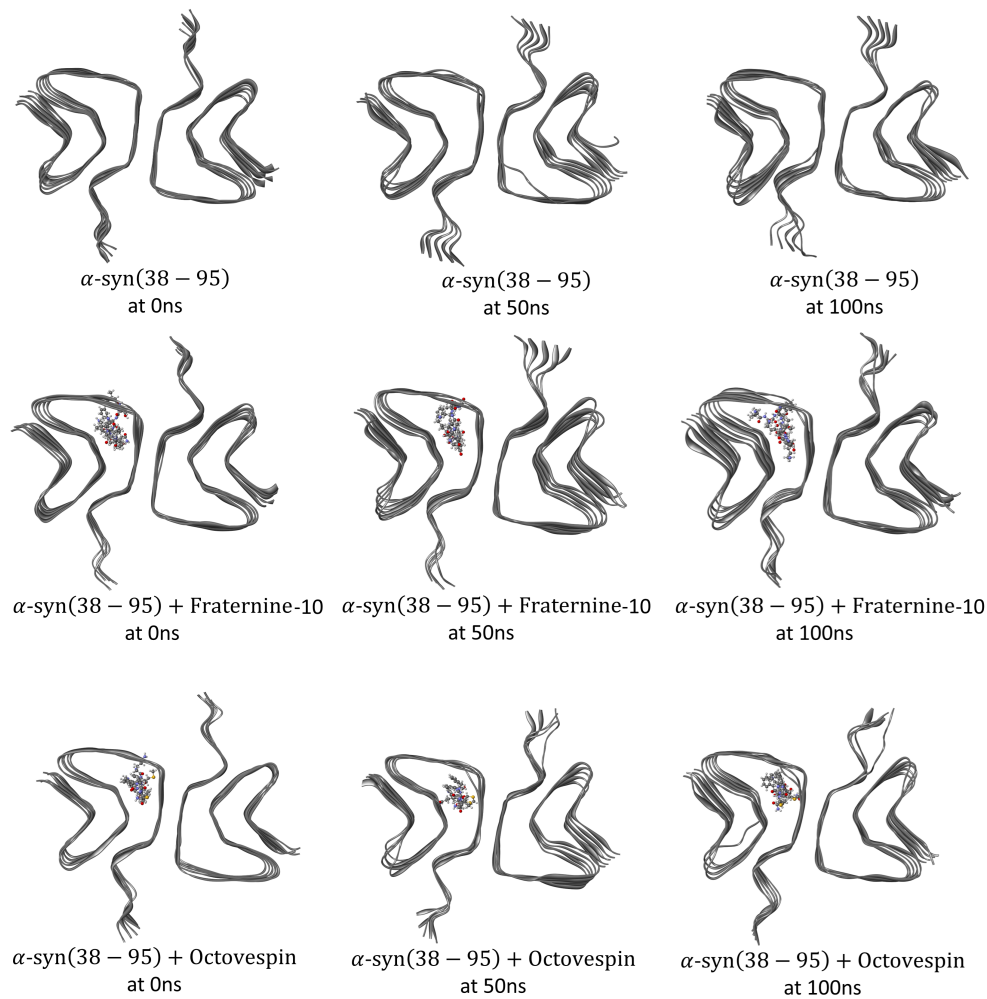 α-syn(38 − 95)
at 0ns
α-syn(38 − 95)
at 50ns
α-syn(38 − 95)
at 100ns
α-syn(38 − 95) + Fraternine-10
at 0ns
α-syn(38 − 95) + Fraternine-10
at 50ns
α-syn(38 − 95) + Fraternine-10
at 100ns
α-syn(38 − 95) + Octovespin
at 0ns
α-syn(38 − 95) + Octovespin
at 50ns
α-syn(38 − 95) + Octovespin
at 100ns